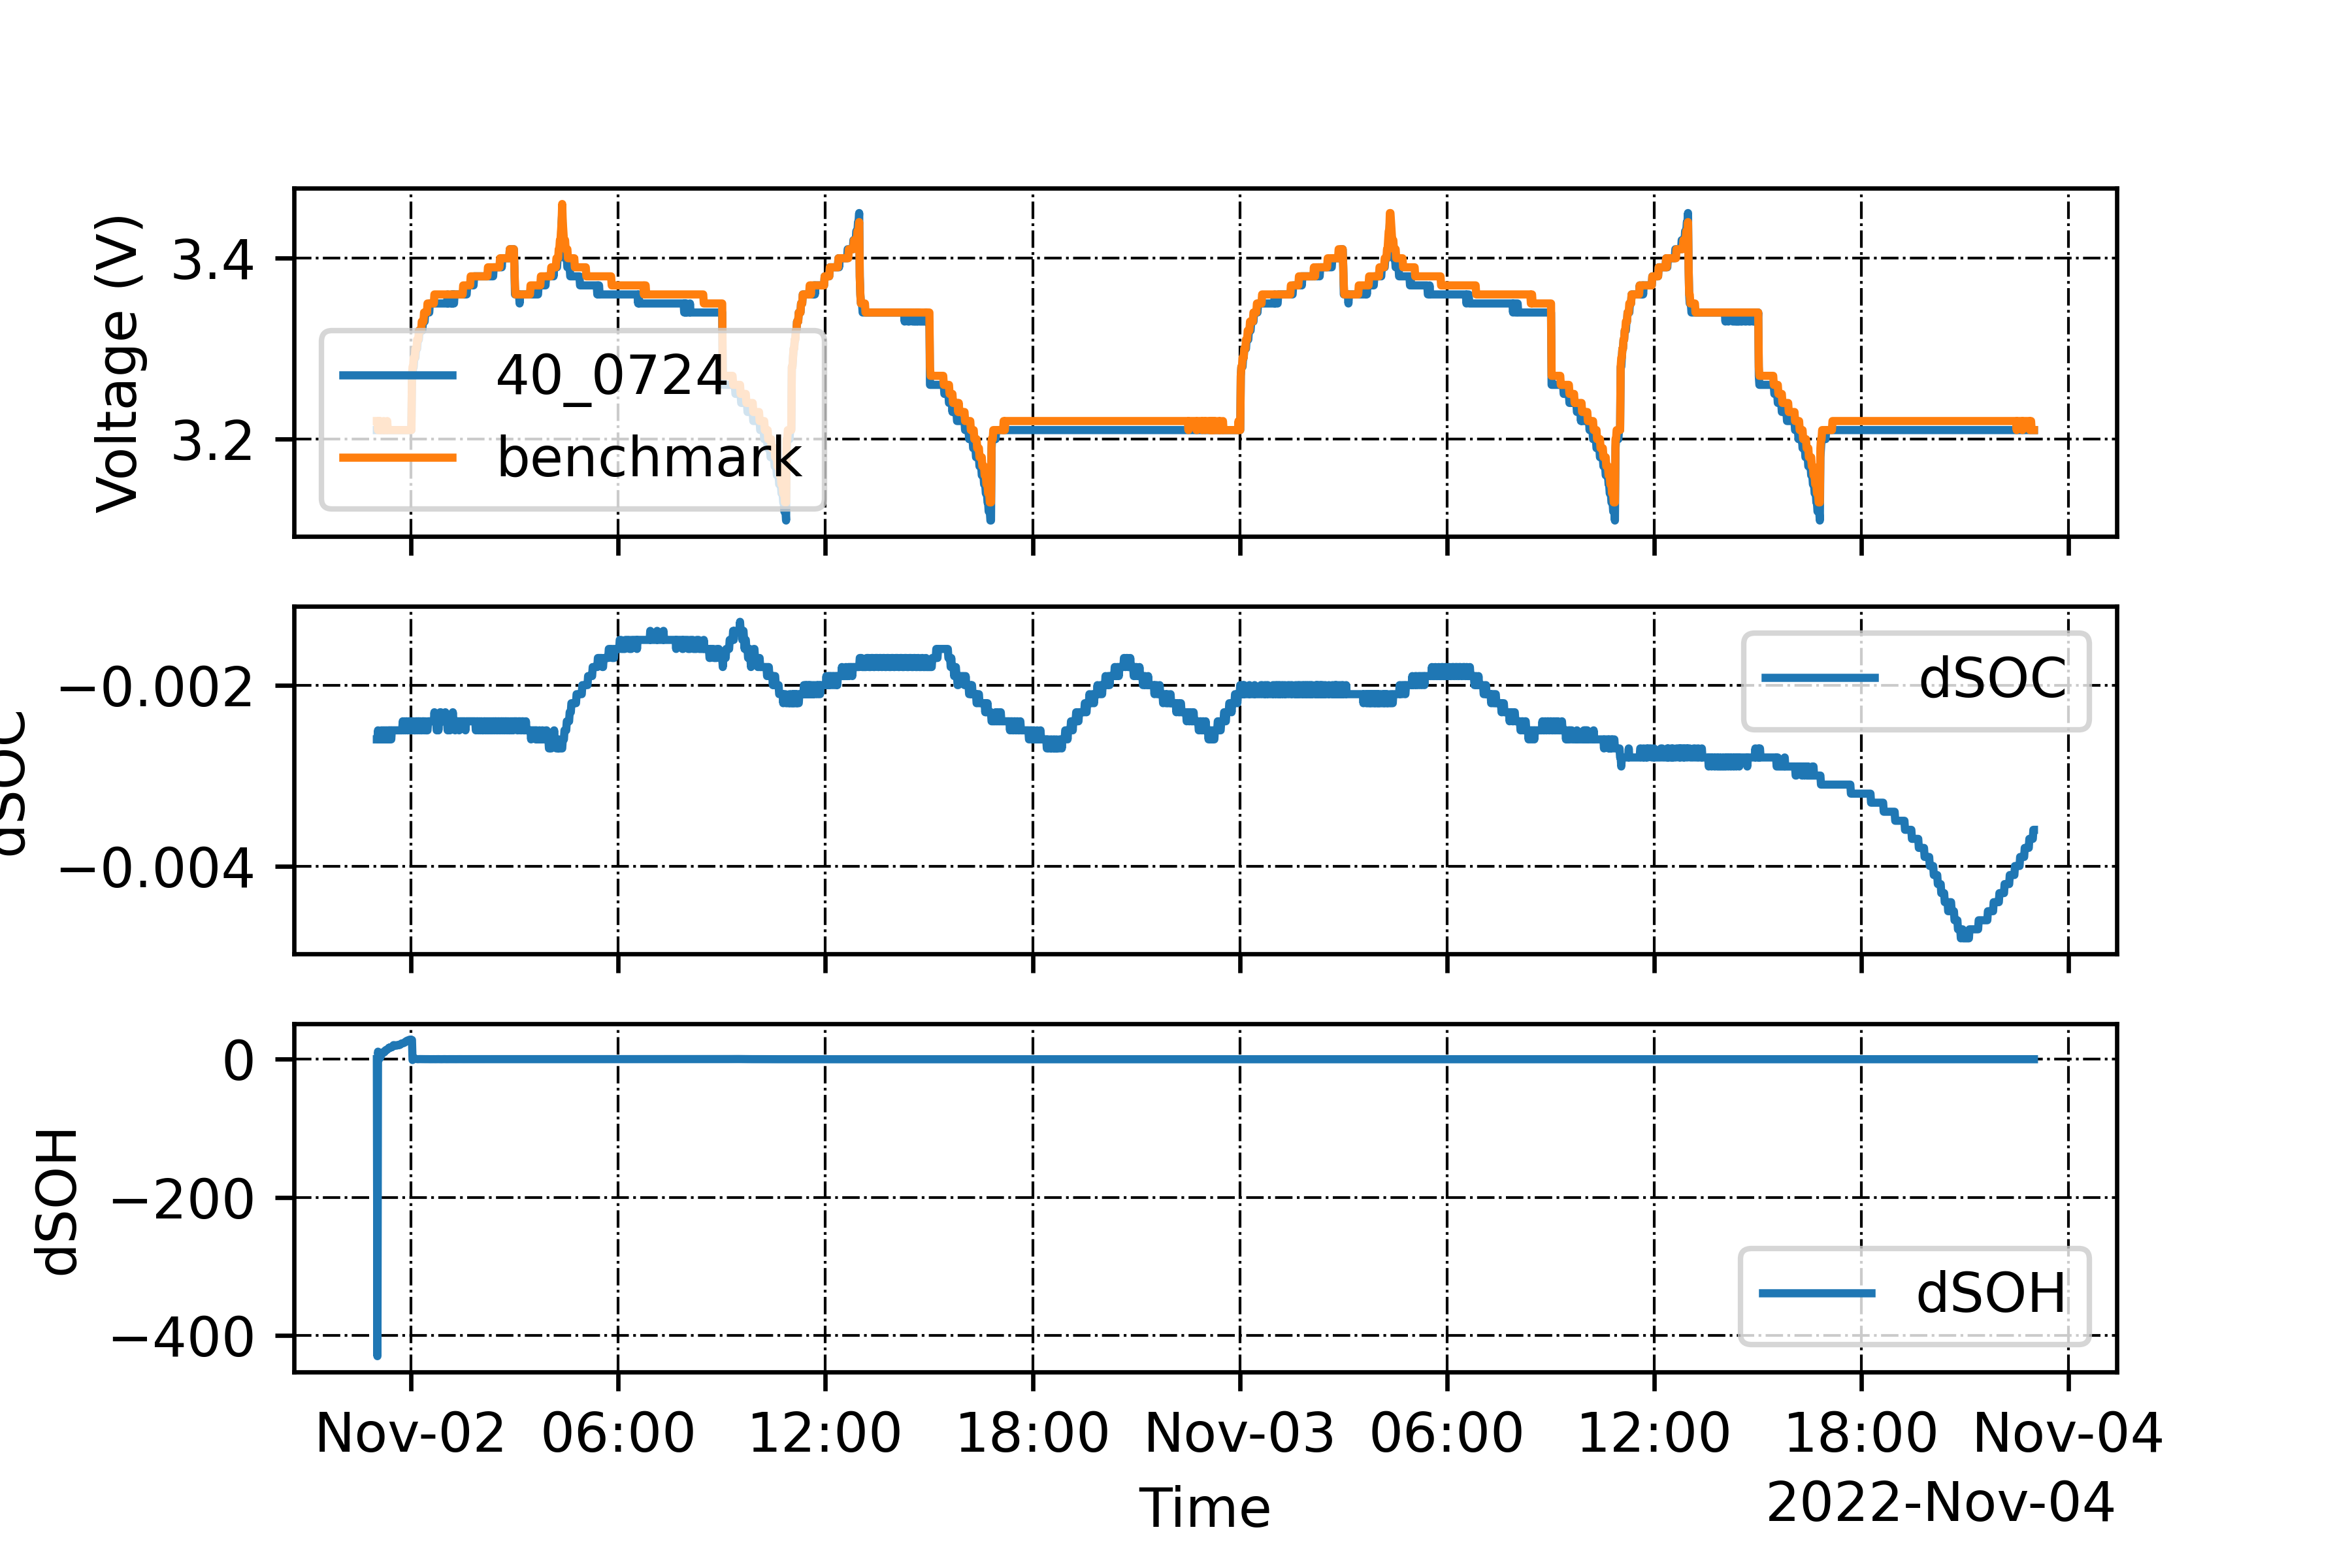 Voltage (V)
3.4
3.2
40_0724
benchmark
dSOC
−0.002
−0.004
dSOC
dSOH
0
−200
−400
dSOH
Nov-02 06:00 12:00 18:00 Nov-03 06:00 12:00 18:00 Nov-04
Time
2022-Nov-04